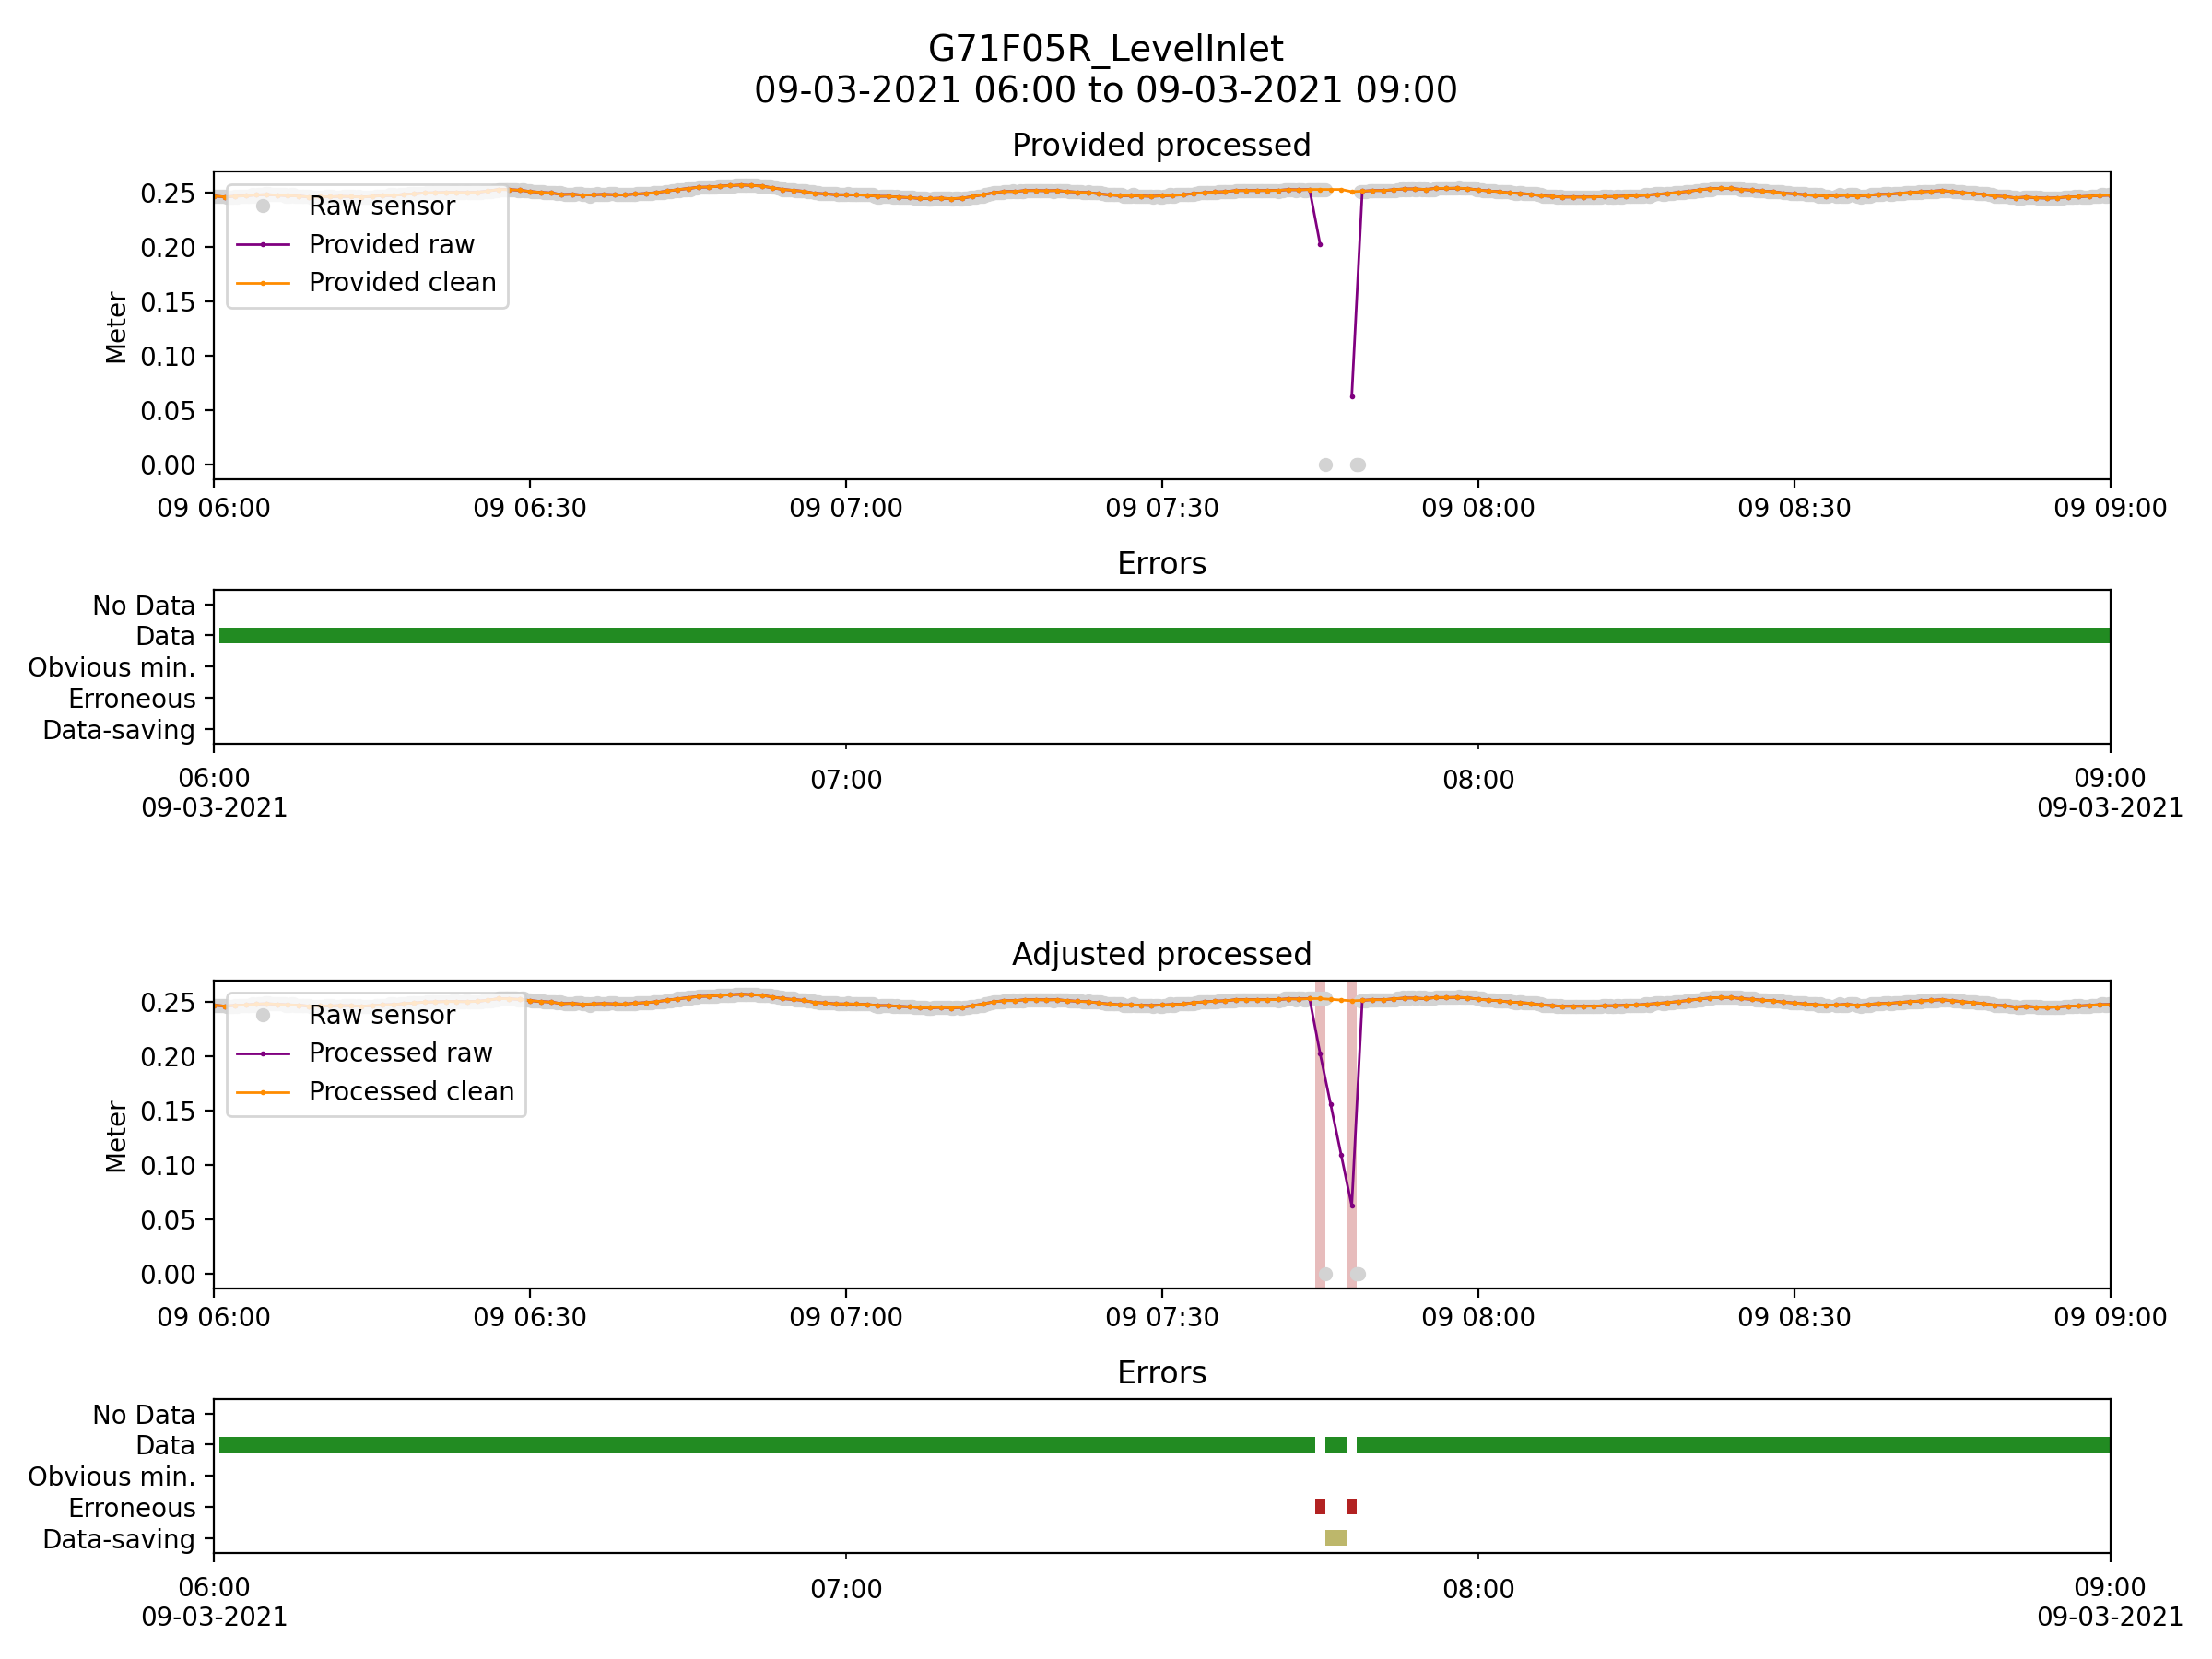 G71F05R_LevelInlet
09-03-2021 06:00 to 09-03-2021 09:00
Provided processed
Meter
0.25
0.20
0.15
0.10
0.05
0.00
Raw sensor
Provided raw
Provided clean
09 06:00 09 06:30 09 07:00 09 07:30 09 08:00 09 08:30 09 09:00
Errors
No Data
Data
Obvious min.
Erroneous
Data-saving
06:00 07:00 08:00 09:00
09-03-2021 09-03-2021
Adjusted processed
Meter
0.25
0.20
0.15
0.10
0.05
0.00
Raw sensor
Processed raw
Processed clean
09 06:00 09 06:30 09 07:00 09 07:30 09 08:00 09 08:30 09 09:00
Errors
No Data
Data
Obvious min.
Erroneous
Data-saving
06:00 07:00 08:00 09:00
09-03-2021 09-03-2021